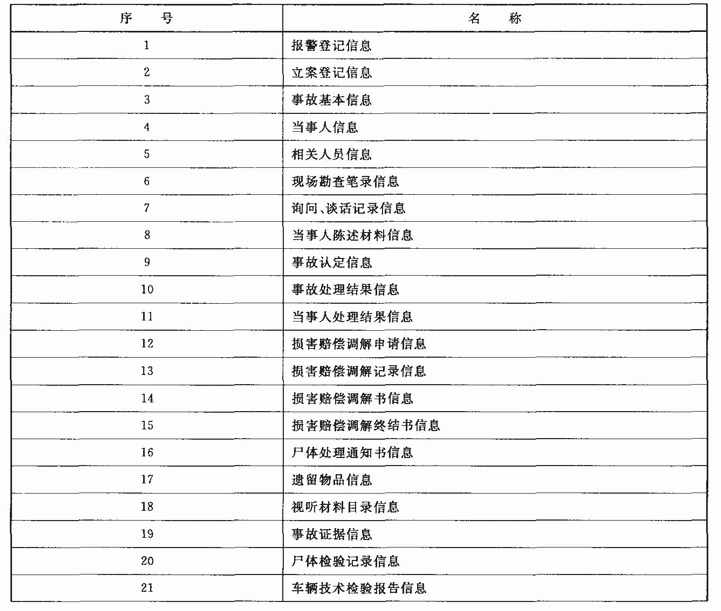 序 号 名 称
1 报警登记信息
2 立案登记信息
3 事故基本信息
4 当事人信息
5 相关人员信息
6 现场勘查笔录信息
7 询问、谈话记录信息
8 当事人陈述材料信息
9 事故认定信息
10 事故处理结果信息
11 当事人处理结果信息
12 损害赔偿调解申请信息
13 损害赔偿调解记录信息
14 损害赔偿调解书信息
15 损害赔偿调解终结书信息
16 尸体处理通知书信息
17 遗留物品信息
18 视听材料目录信息
19 事故证据信息
20 尸体检验记录信息
21 车辆技术检验报告信息